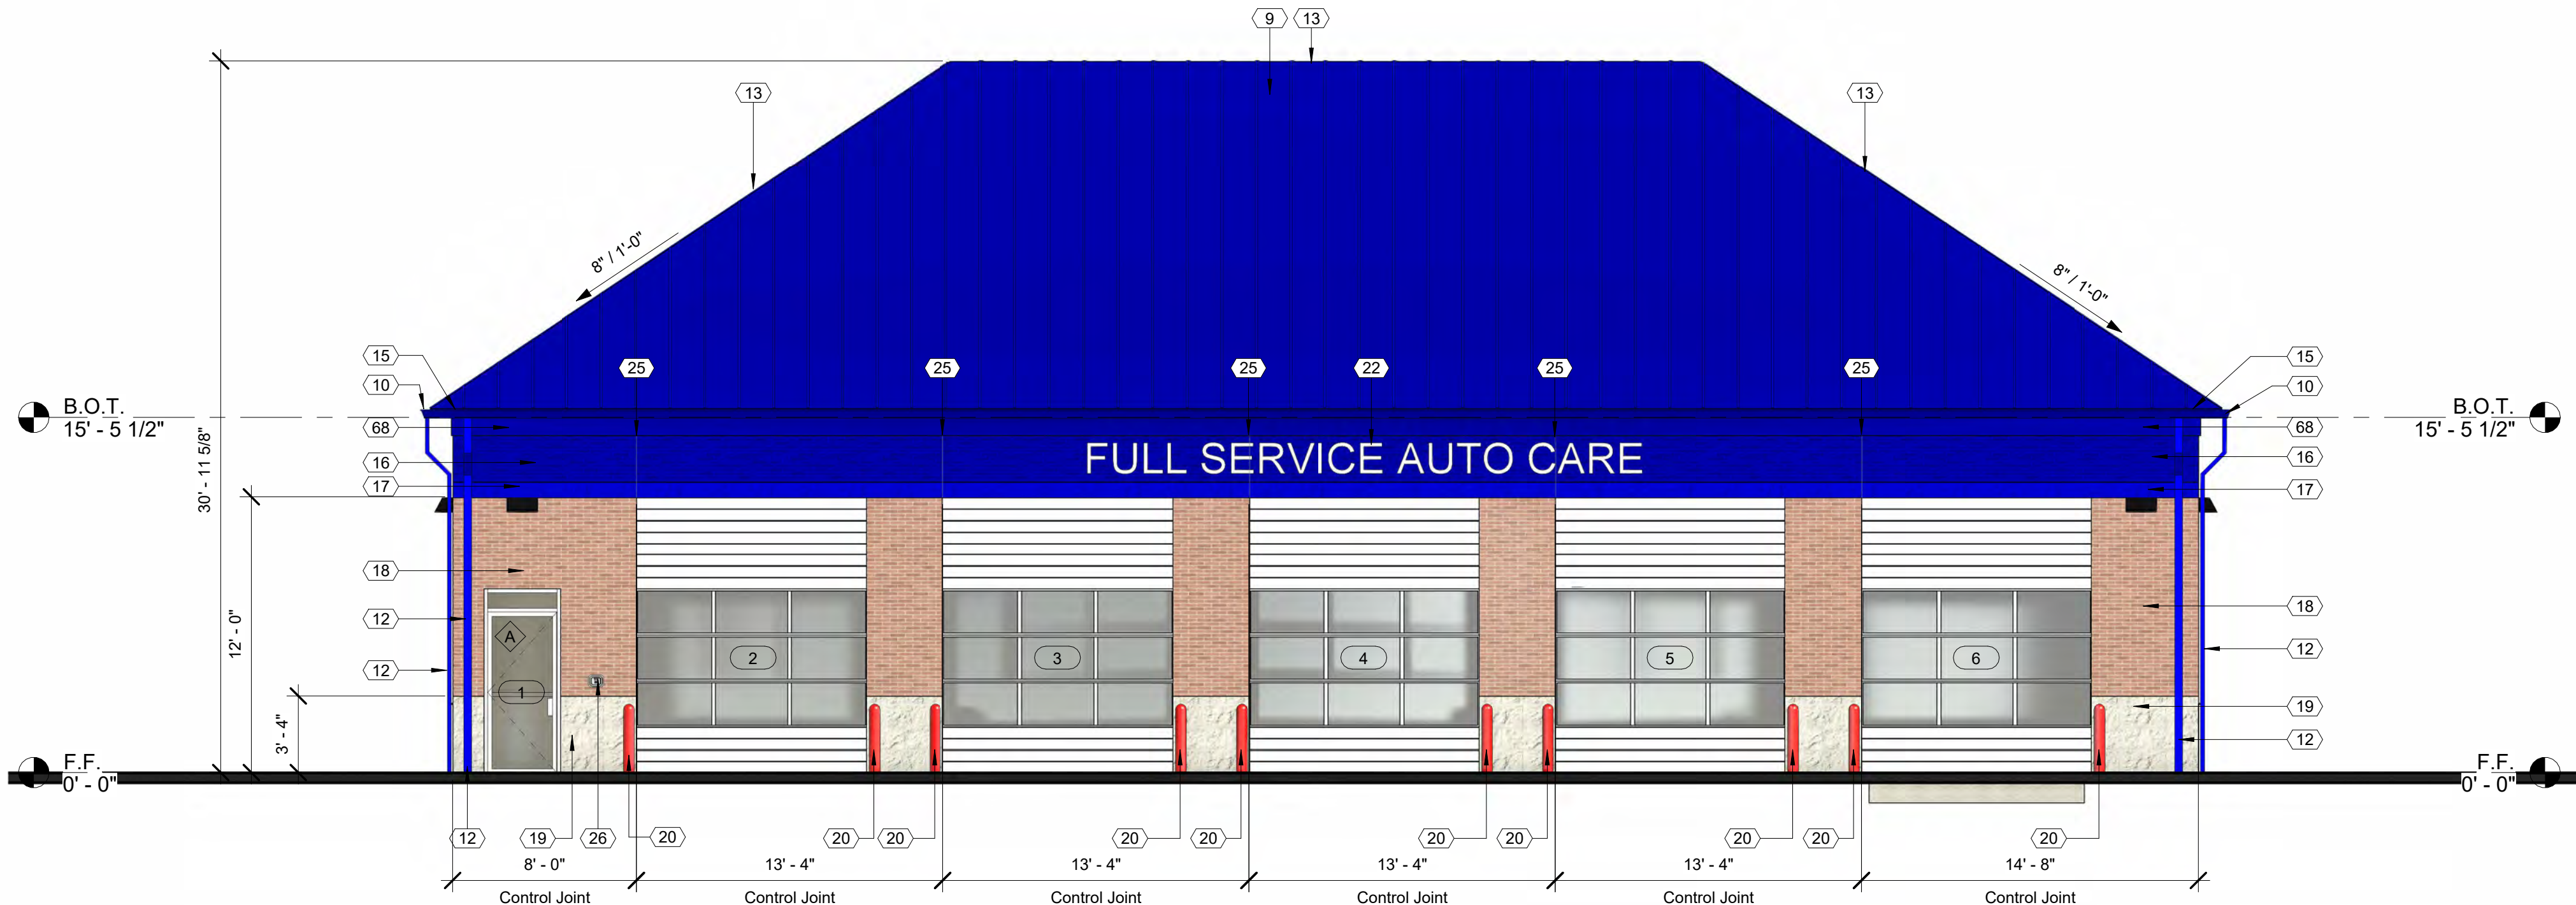 9 13
13 13
8" / 1'-0" 8" / 1'-0"
15 25 25 25 22 25 25 15
10 10
B.O.T. B.O.T.
15' - 5 1/2" 15' - 5 1/2"
68 68
30' - 11 5/8"
16 FULL SERVICE AUTO CARE 16
17 17
18 18
12' - 0"
12 12
A
1 2 3 4 5 6
12
3' - 4"
19
12
F.F. F.F.
0' - 0" 0' - 0"
12 19 26 20 20 20 20 20 20 20 20 20 20
8' - 0" 13' - 4" 13' - 4" 13' - 4" 13' - 4" 14' - 8"
Control Joint Control Joint Control Joint Control Joint Control Joint Control Joint